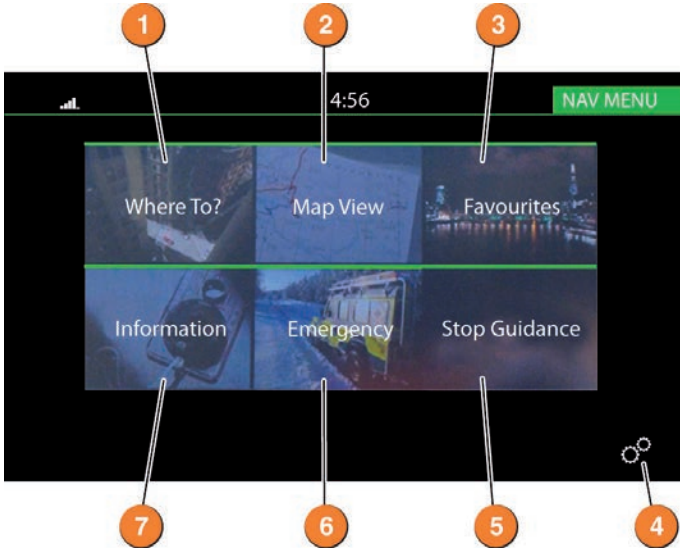 1 2 3
4:56 NAV MENU
Where To? Map View Favourites
Information Emergency Stop Guidance
7 6 5 4